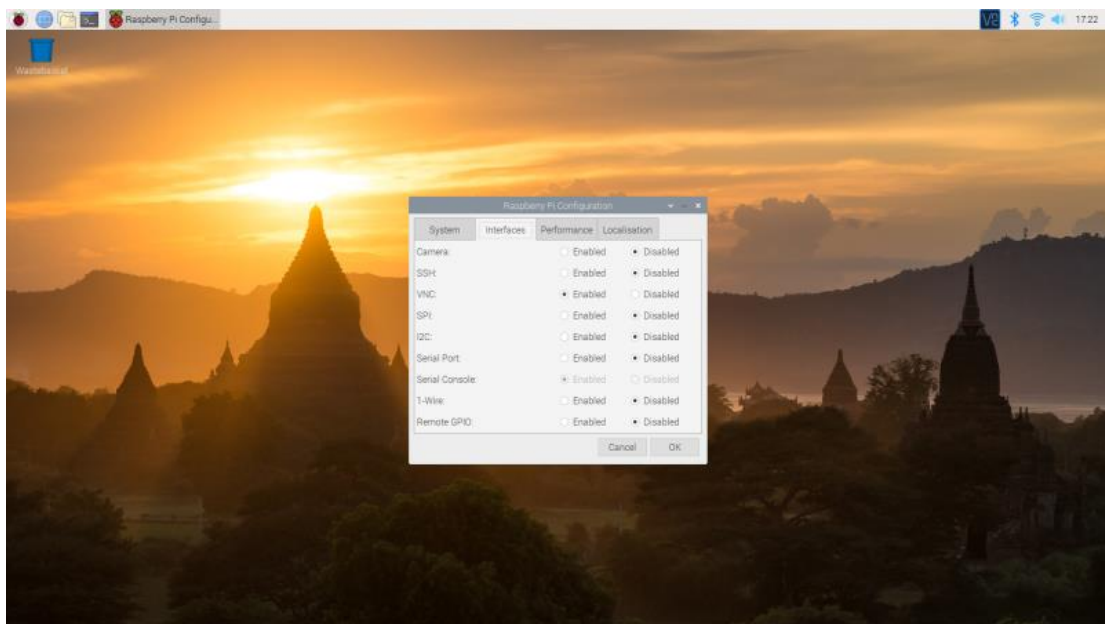 Raspberry Pi Configu...
VR
17:22
Wastebasket
Raspberry Pi Configuration
System Interfaces Performance Localisation
Camera: Enabled Disabled
SSH: Enabled Disabled
VNC: Enabled Disabled
SPI: Enabled Disabled
I2C: Enabled Disabled
Serial Port: Enabled Disabled
Serial Console: Enabled Disabled
1-Wire: Enabled Disabled
Remote GPIO: Enabled Disabled
Cancel OK